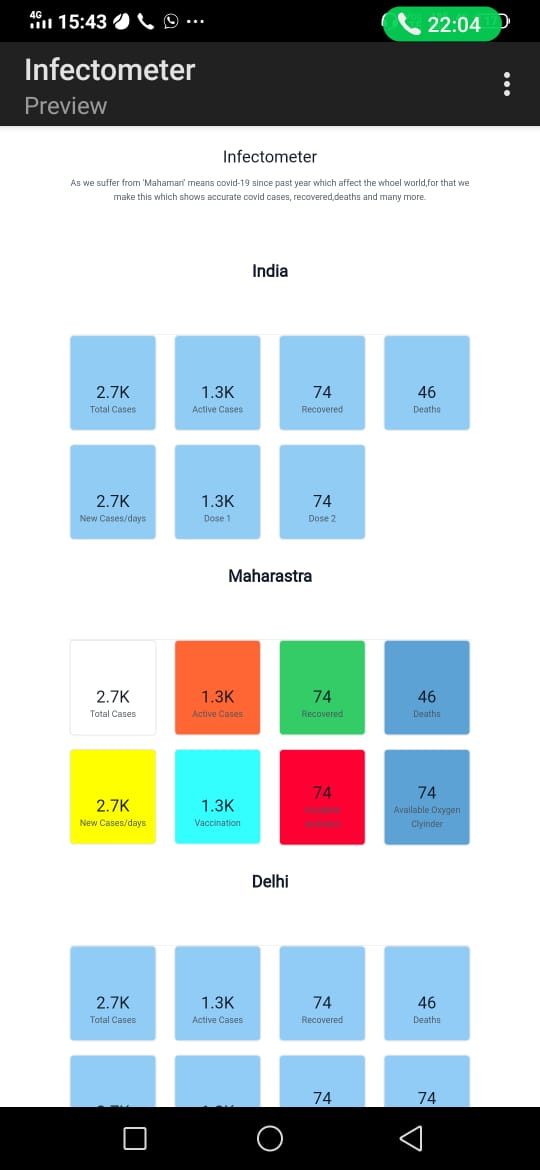 4G 15:43 ... 22:04
Infectometer
Preview
Infectometer
As we suffer from 'Mahamari' means covid-19 since past year which affect the whoel world,for that we
make this which shows accurate covid cases, recovered,deaths and many more.
India
2.7K 1.3K 74 46
Total Cases Active Cases Recovered Deaths
2.7K 1.3K 74
New Cases/days Dose 1 Dose 2
Maharastra
2.7K 1.3K 74 46
Total Cases Active Cases Recovered Deaths
2.7K 1.3K 74 74
New Cases/days Vaccination Available Oxygen
Clyinder
Delhi
2.7K 1.3K 74 46
Total Cases Active Cases Recovered Deaths
74 74